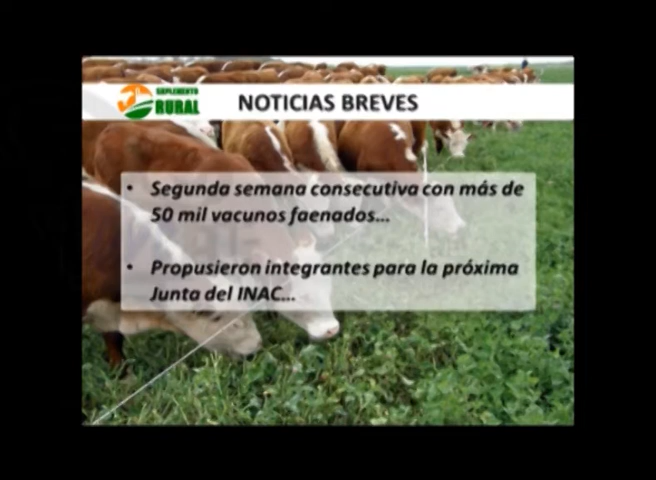 SUPLEMENTO
RURAL
NOTICIAS BREVES
• Segunda semana consecutiva con más de
50 mil vacunos faenados...
• Propusieron integrantes para la próxima
Junta del INAC...